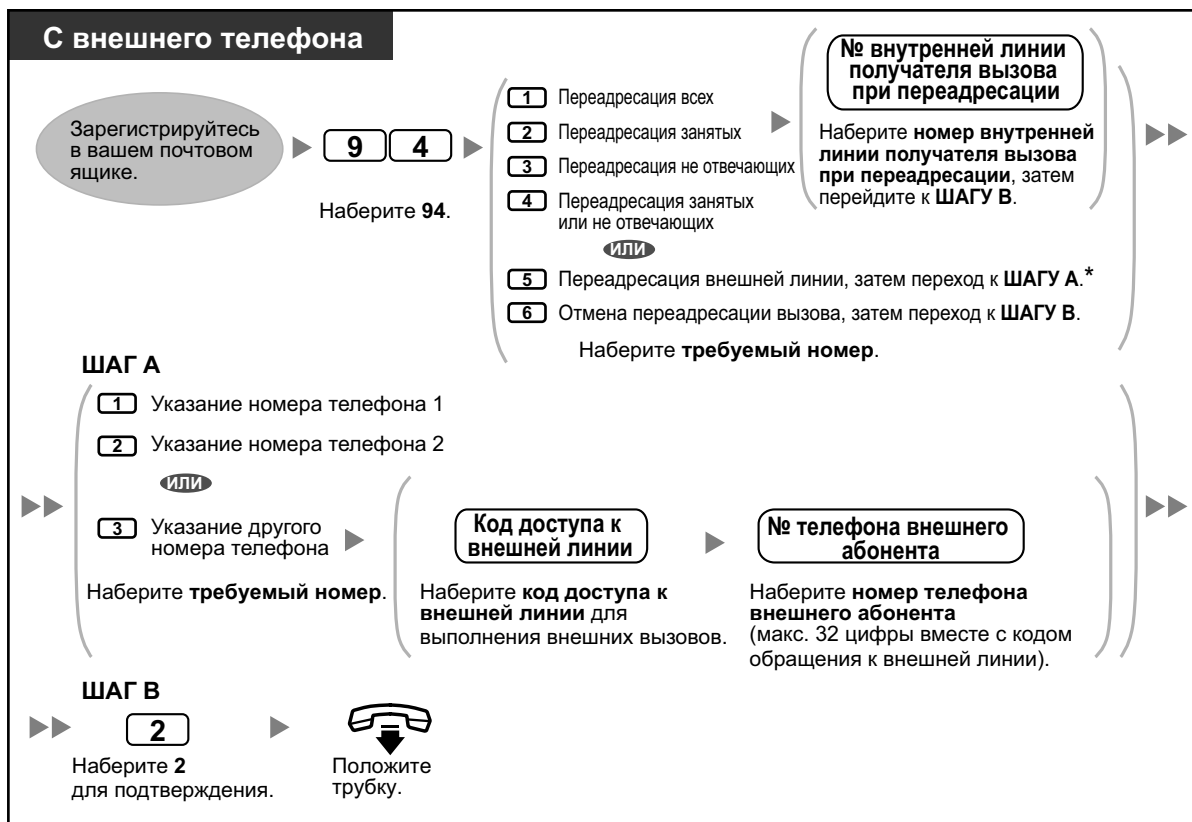 С внешнего телефона
Зарегистрируйтесь
в вашем почтовом
ящике.
9 4
Наберите 94.
1 Переадресация всех
2 Переадресация занятых
3 Переадресация не отвечающих
4 Переадресация занятых
или не отвечающих
№ внутренней линии
получателя вызова
при переадресации
Наберите номер внутренней
линии получателя вызова
при переадресации, затем
перейдите к ШАГУ B.
ИЛИ
5 Переадресация внешней линии, затем переход к ШАГУ A.*
6 Отмена переадресации вызова, затем переход к ШАГУ B.
Наберите требуемый номер.
ШАГ A
1 Указание номера телефона 1
2 Указание номера телефона 2
ИЛИ
3 Указание другого
номера телефона
Наберите требуемый номер.
Код доступа к
внешней линии
Наберите код доступа к
внешней линии для
выполнения внешних вызовов.
№ телефона внешнего
абонента
Наберите номер телефона
внешнего абонента
(макс. 32 цифры вместе с кодом
обращения к внешней линии).
ШАГ B
2
Наберите 2
для подтверждения.
Положите
трубку.